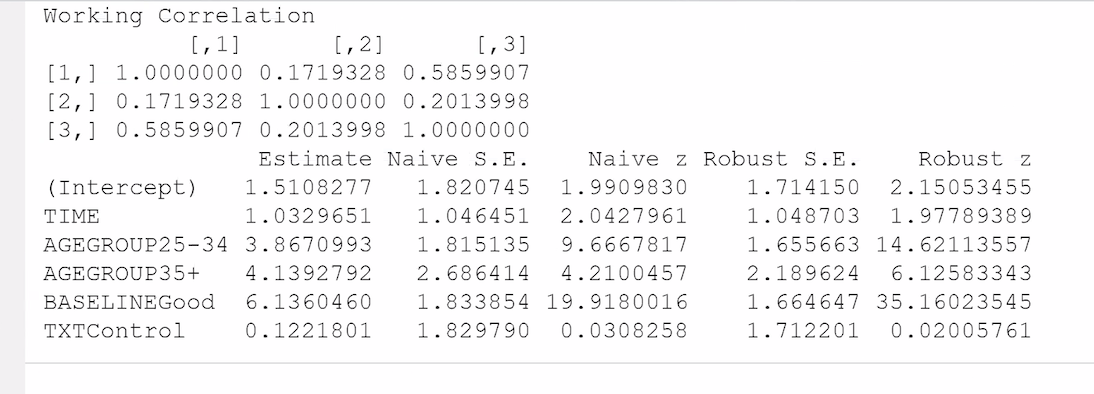 Working Correlation
[,1] [,2] [,3]
[1,] 1.0000000 0.1719328 0.5859907
[2,] 0.1719328 1.0000000 0.2013998
[3,] 0.5859907 0.2013998 1.0000000
Estimate Naive S.E. Naive z Robust S.E. Robust z
(Intercept) 1.5108277 1.820745 1.9909830 1.714150 2.15053455
TIME 1.0329651 1.046451 2.0427961 1.048703 1.97789389
AGEGROUP25-34 3.8670993 1.815135 9.6667817 1.655663 14.62113557
AGEGROUP35+ 4.1392792 2.686414 4.2100457 2.189624 6.12583343
BASELINEGood 6.1360460 1.833854 19.9180016 1.664647 35.16023545
TXTControl 0.1221801 1.829790 0.0308258 1.712201 0.02005761